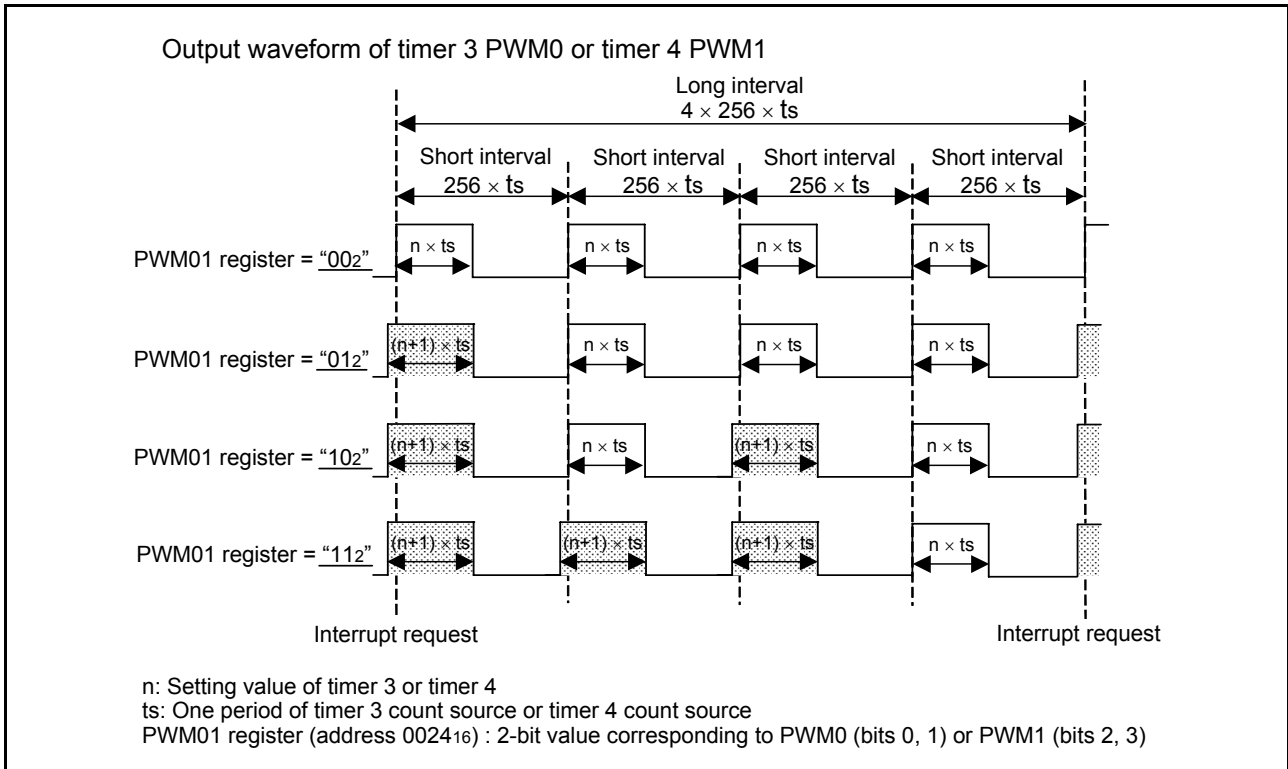 Output waveform of timer 3 PWM0 or timer 4 PWM1
Long interval
4 × 256 × ts
Short interval Short interval Short interval Short interval
256 × ts 256 × ts 256 × ts 256 × ts
PWM01 register = “002” n × ts n × ts n × ts n × ts
PWM01 register = “012” (n+1) × ts n × ts n × ts n × ts
PWM01 register = “102” (n+1) × ts n × ts (n+1) × ts n × ts
PWM01 register = “112” (n+1) × ts (n+1) × ts (n+1) × ts n × ts
Interrupt request Interrupt request
n: Setting value of timer 3 or timer 4
ts: One period of timer 3 count source or timer 4 count source
PWM01 register (address 002416) : 2-bit value corresponding to PWM0 (bits 0, 1) or PWM1 (bits 2, 3)